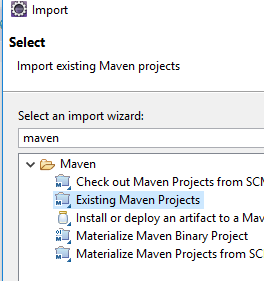 Import
Select
Import existing Maven projects
Select an import wizard:
maven
Maven
Check out Maven Projects from SCM
Existing Maven Projects
Install or deploy an artifact to a Mav
Materialize Maven Binary Project
Materialize Maven Projects from SC